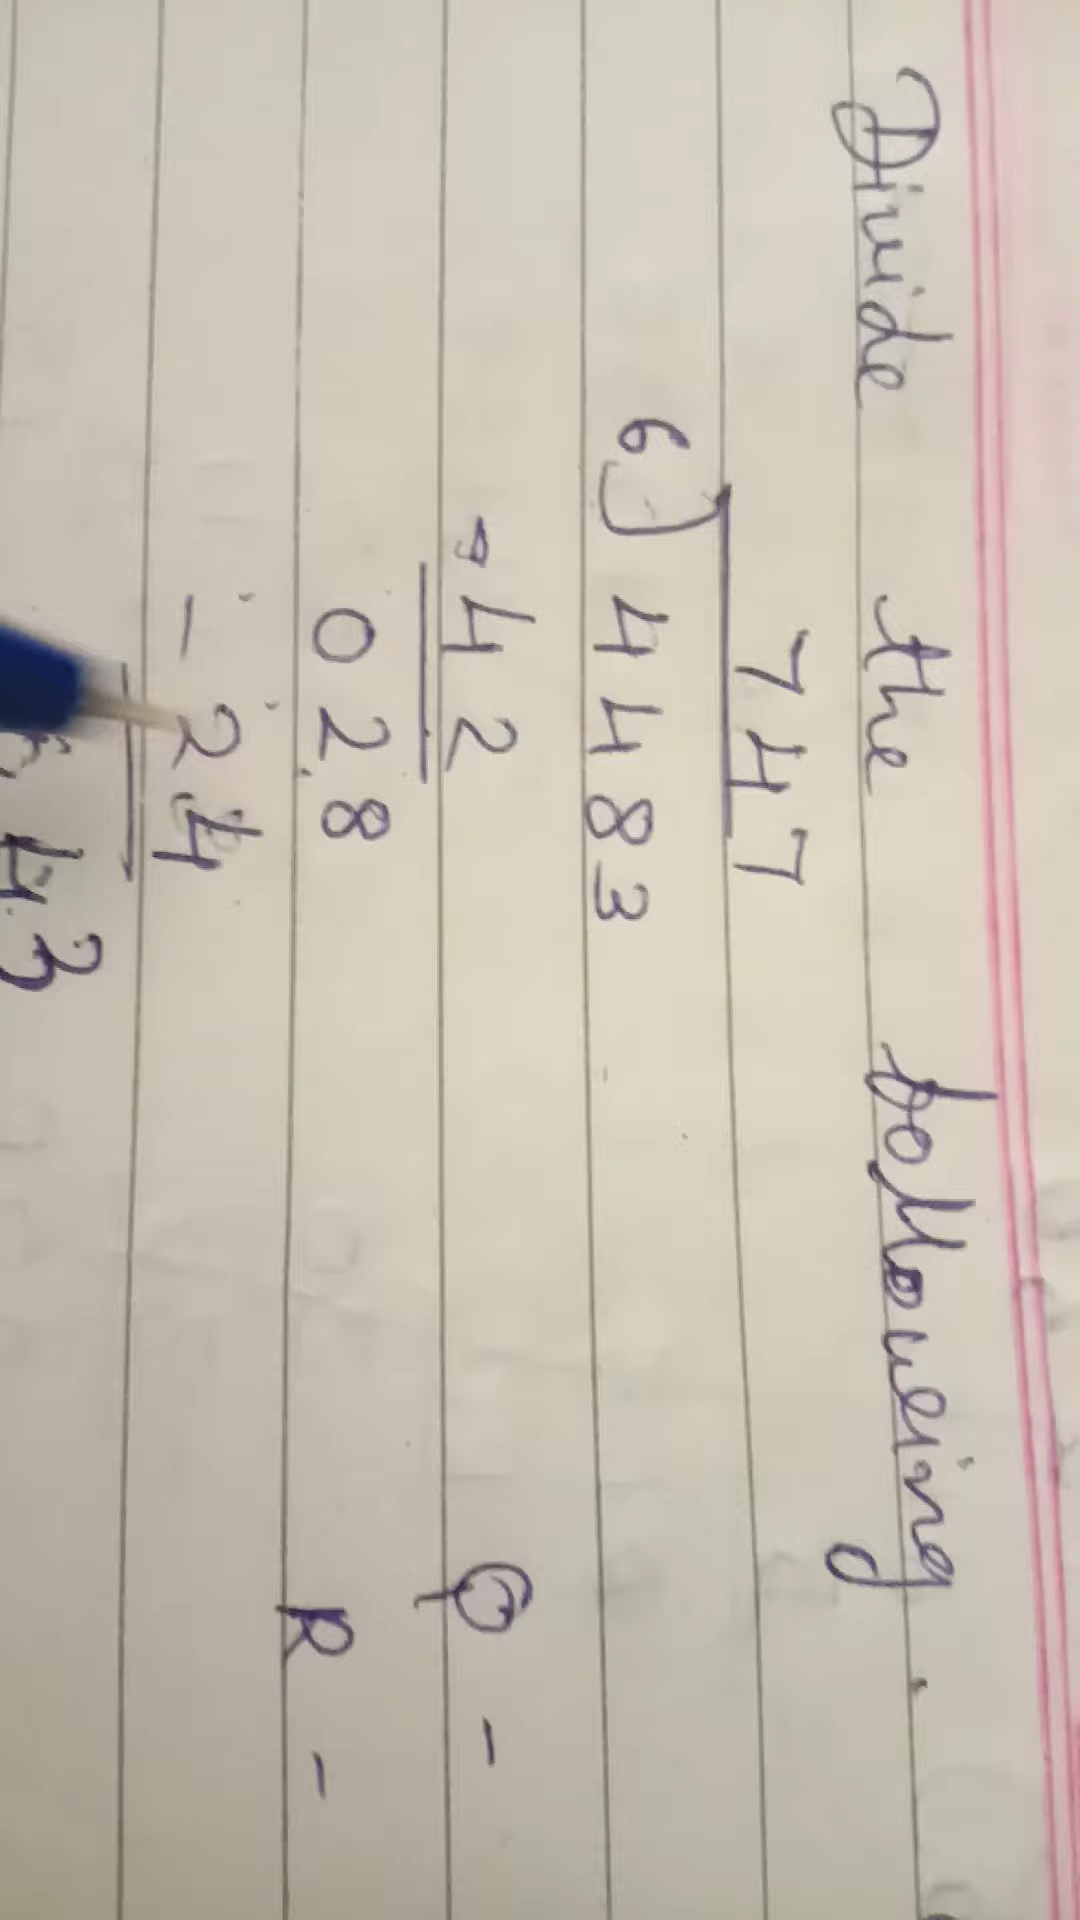 Divide the following.
747
6) 4483
-42
028 Q -
- 24 R -
43